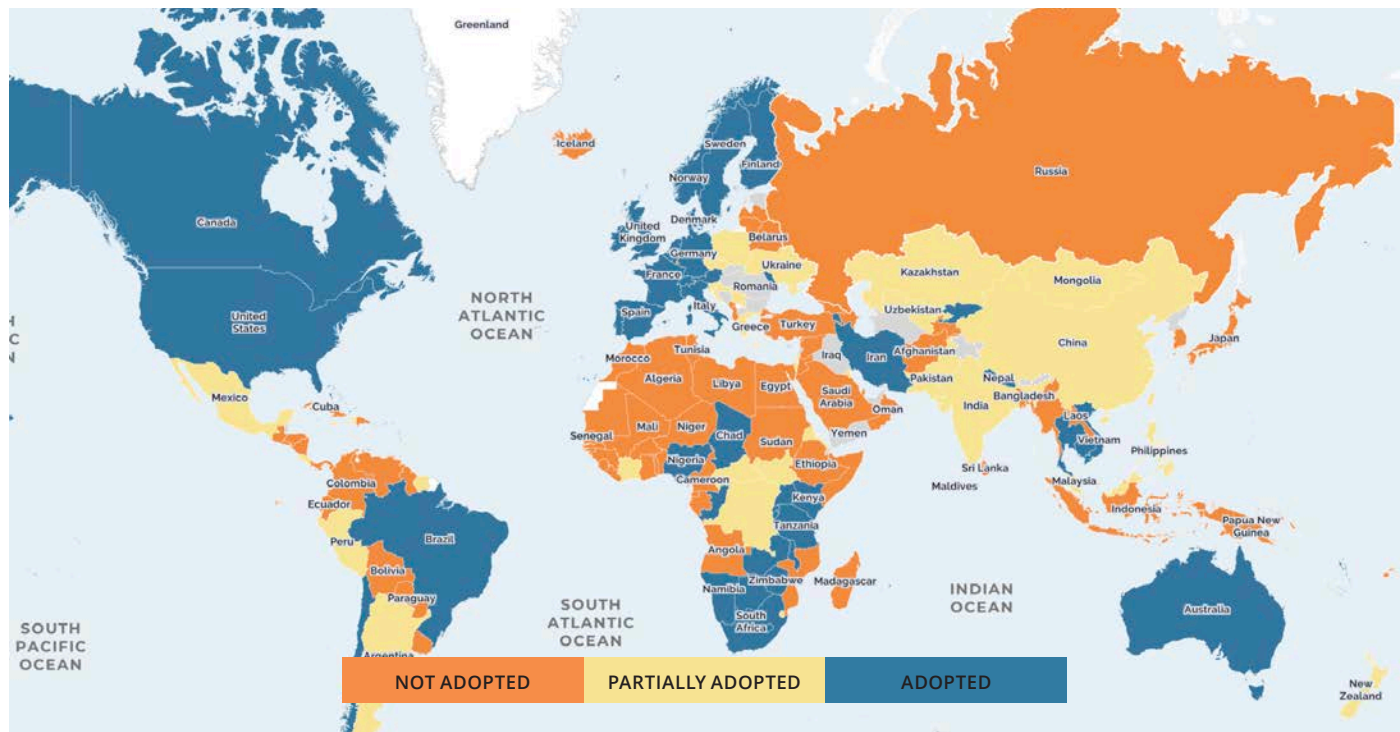 Greenland
Iceland
Sweden
Finland
Norway
Russia
Canada
Denmark
United
Kingdom
Belarus
Germany
Ukraine
France
Romania
Kazakhstan
Mongolia
NORTH
ATLANTIC
OCEAN
United
States
Spain
Italy
Greece
Turkey
Uzbekistan
China
Japan
Morocco
Tunisia
Iraq
Iran
Afghanistan
Algeria
Libya
Egypt
Pakistan
Nepal
Mexico
Cuba
Saudi
Arabia
Oman
India
Bangladesh
Laos
Senegal
Mali
Niger
Chad
Sudan
Yemen
Vietnam
Nigeria
Ethiopia
Philippines
Cameroon
Sri Lanka
Maldives
Malaysia
Colombia
Ecuador
Kenya
Indonesia
Papua New
Guinea
Peru
Brazil
Tanzania
Angola
Bolivia
Paraguay
Namibia
Zimbabwe
Madagascar
INDIAN
OCEAN
South
Africa
Australia
SOUTH
ATLANTIC
OCEAN
SOUTH
PACIFIC
OCEAN
Argentina
NOT ADOPTED
PARTIALLY ADOPTED
ADOPTED
New
Zealand